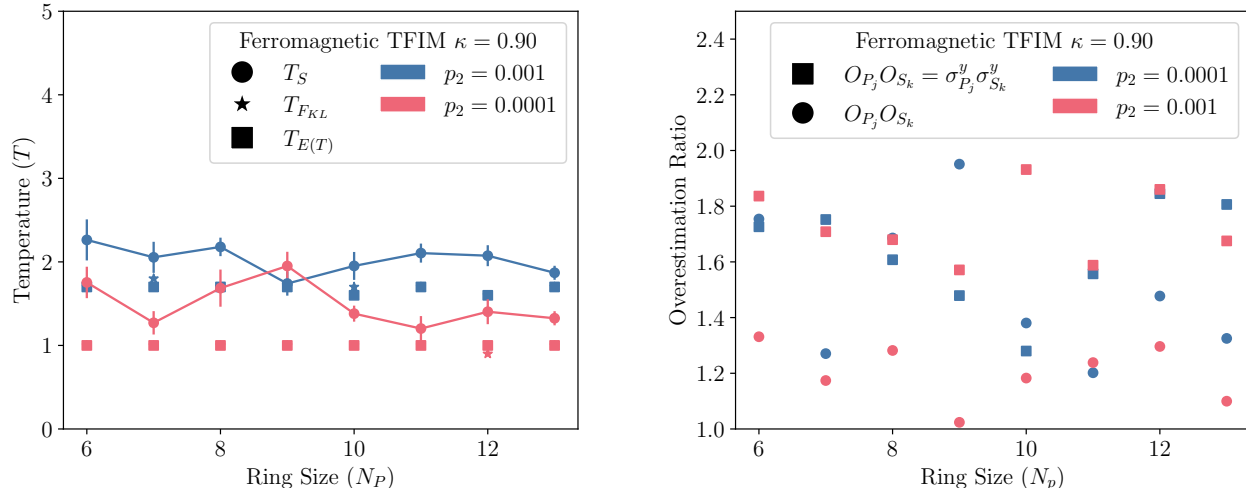 Ferromagnetic TFIM κ = 0.90
T_S
p_2 = 0.001
T_{F_{KL}}
p_2 = 0.0001
T_{E(T)}
Temperature (T)
5
4
3
2
1
0
6
8
10
12
Ring Size (N_P)
Ferromagnetic TFIM κ = 0.90
O_{P_j} O_{S_k} = σ^y_{P_j} σ^y_{S_k}
p_2 = 0.0001
O_{P_j} O_{S_k}
p_2 = 0.001
Overestimation Ratio
2.4
2.2
2.0
1.8
1.6
1.4
1.2
1.0
6
8
10
12
Ring Size (N_p)